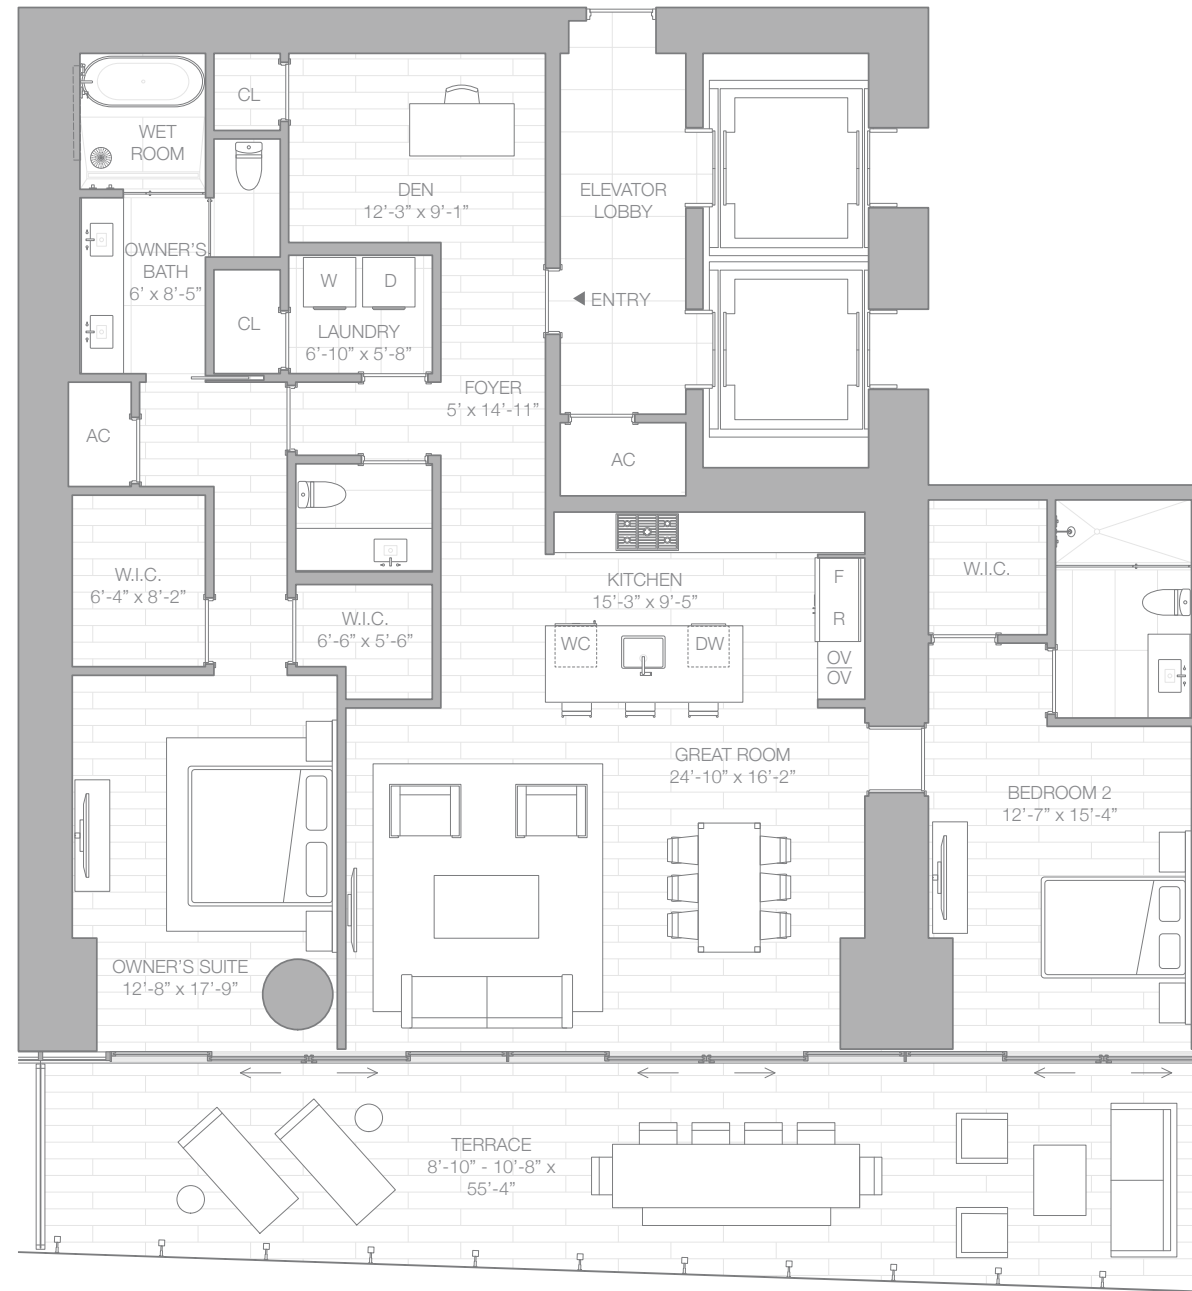 CL
WET
ROOM
DEN
12'-3” x 9'-1”
ELEVATOR
LOBBY
OWNER'S
BATH
6' x 8'-5”
W
D
ENTRY
CL
LAUNDRY
6'-10” x 5'-8”
FOYER
5' x 14'-11”
AC
AC
W.I.C.
6'-4” x 8'-2”
KITCHEN
15'-3” x 9'-5”
F
R
W.I.C.
W.I.C.
6'-6” x 5'-6”
WC
DW
OV
OV
GREAT ROOM
24'-10” x 16'-2”
BEDROOM 2
12'-7” x 15'-4”
OWNER'S SUITE
12'-8” x 17'-9”
TERRACE
8'-10” - 10'-8” x
55'-4”